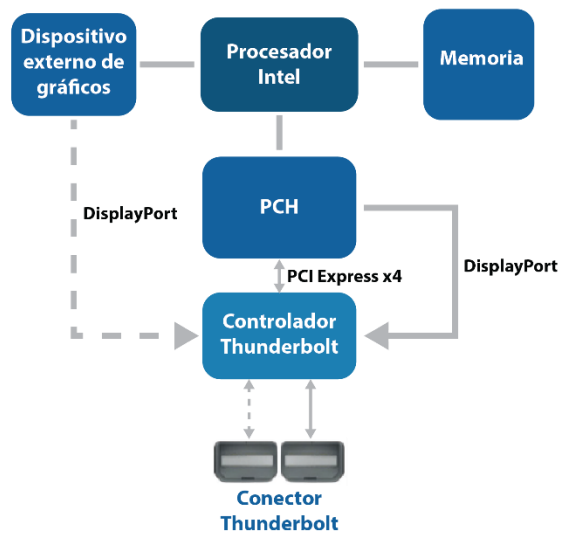 Dispositivo
externo de
gráficos
Procesador
Intel
Memoria
DisplayPort
PCH
DisplayPort
PCI Express x4
Controlador
Thunderbolt
Conector
Thunderbolt